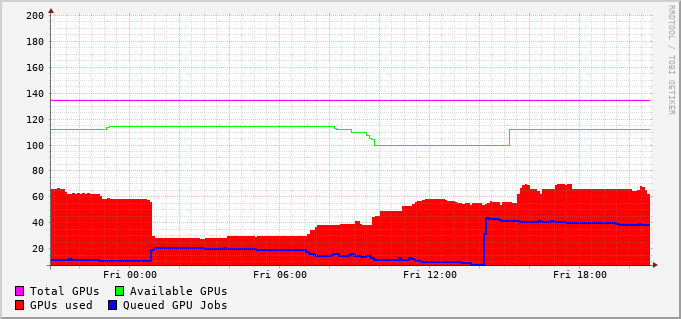 200
180
160
140
120
100
80
60
40
20
Fri 00:00 Fri 06:00 Fri 12:00 Fri 18:00
Total GPUs Available GPUs
GPUs used Queued GPU Jobs
RRDTOOL / TOBI OETIKER